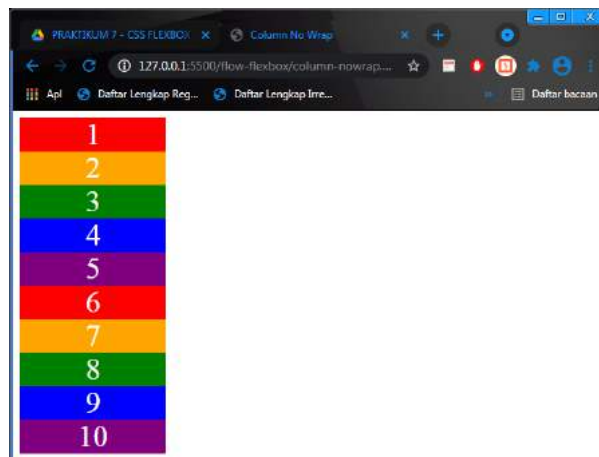 PRAKTIKUM 7 - CSS FLEXBOX
Column No Wrap
127.0.0.1:5500/flow-flexbox/column-nowrap....
Apl
Daftar Lengkap Reg...
Daftar Lengkap Irre...
Daftar bacaan
1
2
3
4
5
6
7
8
9
10